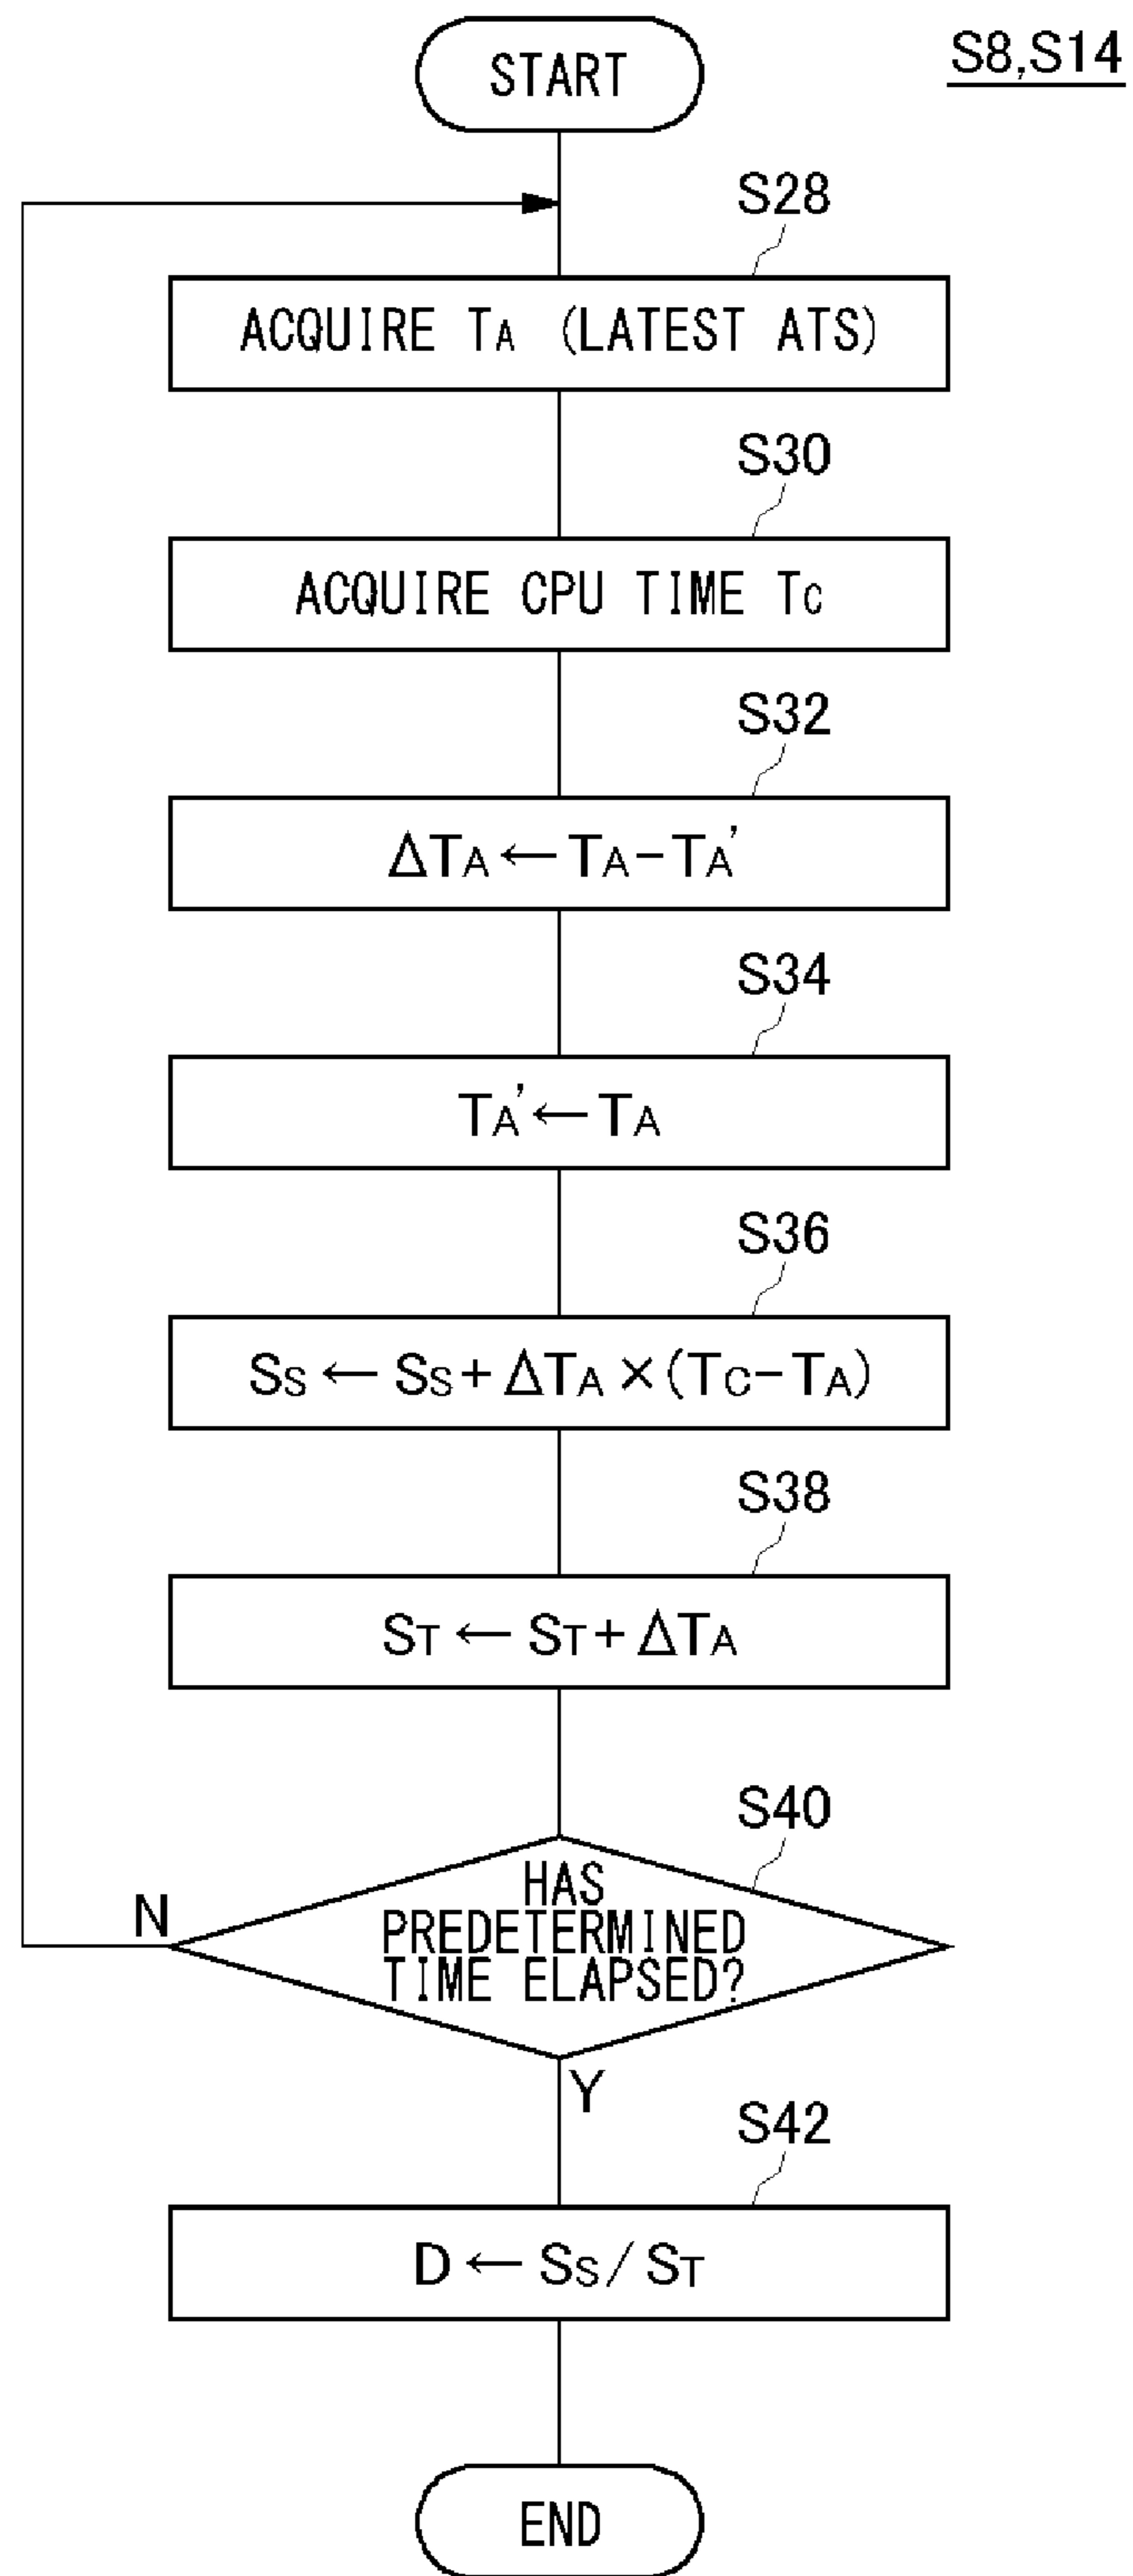 S8,S14
START
S28
ACQUIRE TA (LATEST ATS)
S30
ACQUIRE CPU TIME TC
S32
ΔTA←TA-TA'
S34
TA'←TA
S36
SS ← SS+ΔTA×(TC-TA)
S38
ST ← ST+ΔTA
S40
HAS
PREDETERMINED
TIME ELAPSED?
N
Y
S42
D ← SS/ST
END